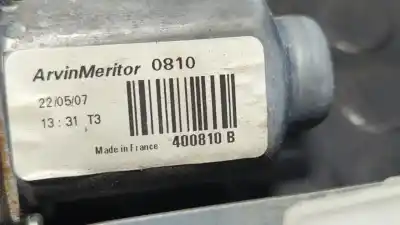 ArvinMeritor 0810
22/05/07
13:31 T3
Made in France 400810 B